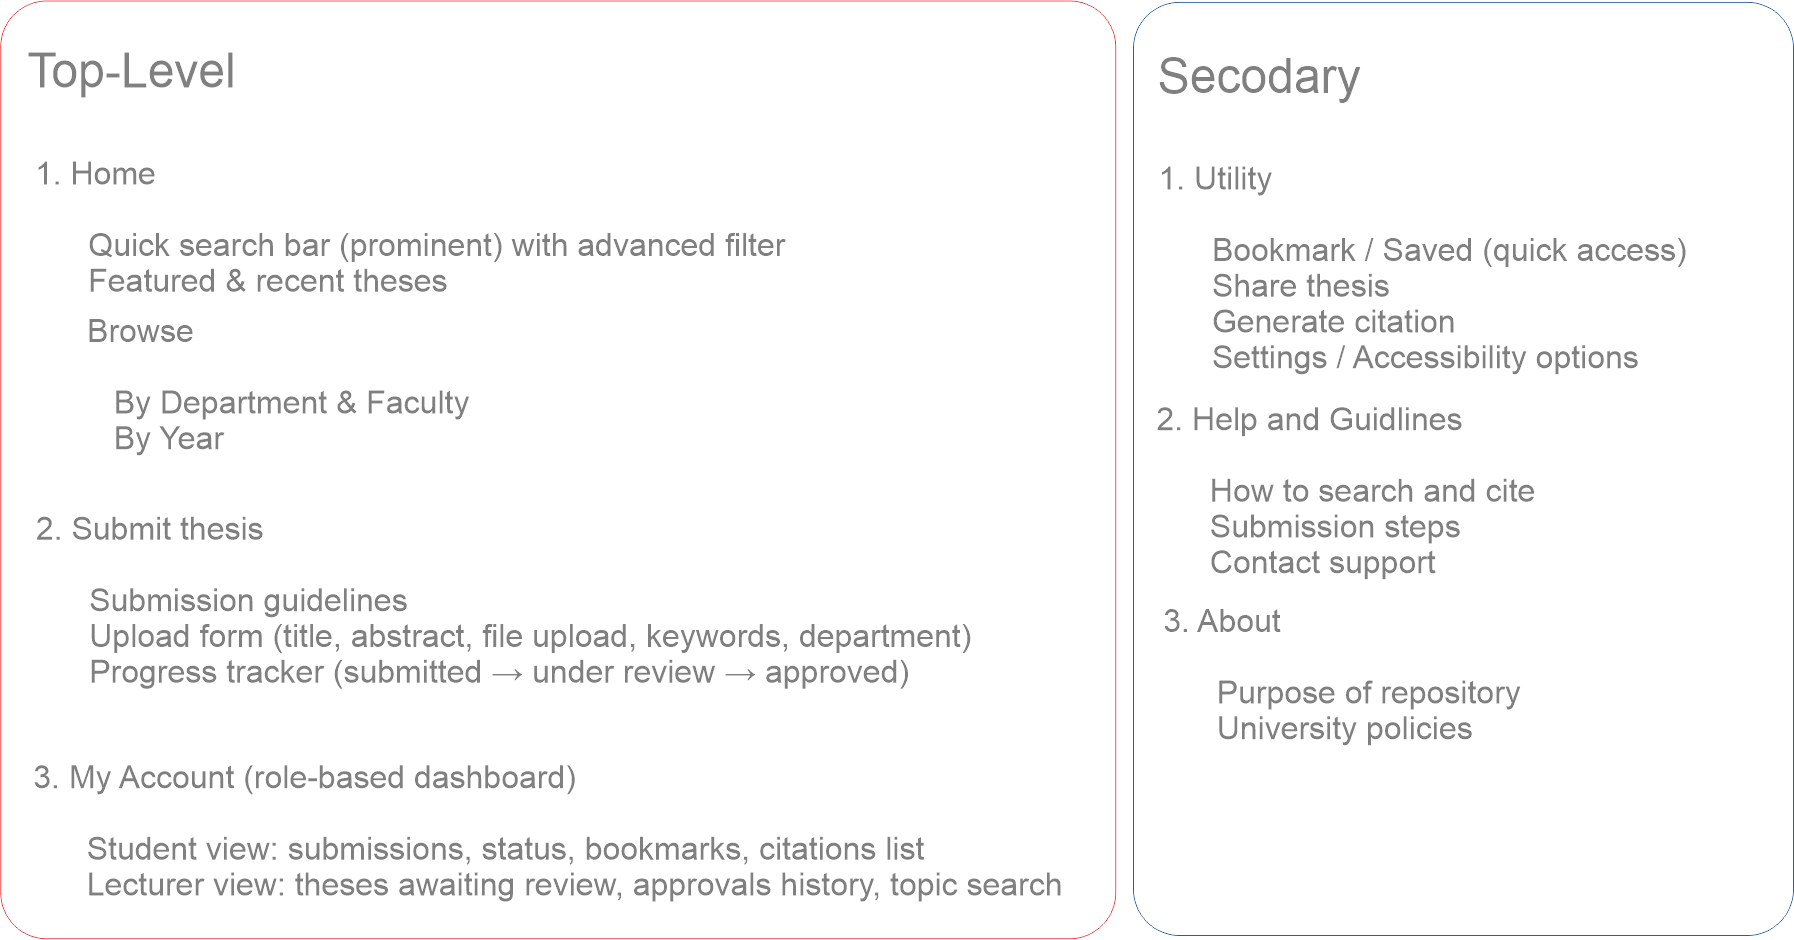 Top-Level
1. Home
Quick search bar (prominent) with advanced filter
Featured & recent theses
Browse
By Department & Faculty
By Year
2. Submit thesis
Submission guidelines
Upload form (title, abstract, file upload, keywords, department)
Progress tracker (submitted → under review → approved)
3. My Account (role-based dashboard)
Student view: submissions, status, bookmarks, citations list
Lecturer view: theses awaiting review, approvals history, topic search
Secodary
1. Utility
Bookmark / Saved (quick access)
Share thesis
Generate citation
Settings / Accessibility options
2. Help and Guidlines
How to search and cite
Submission steps
Contact support
3. About
Purpose of repository
University policies